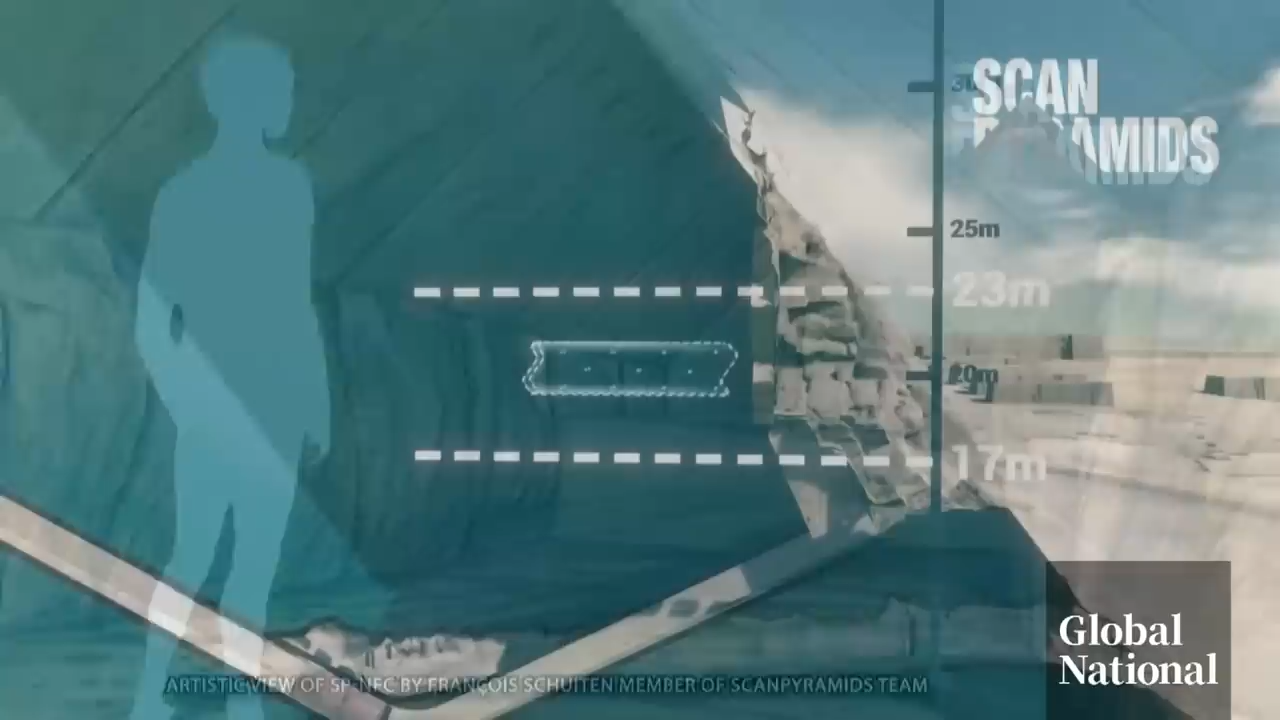 SCAN
PYRAMIDS
25m
23m
20m
17m
Global
National
ARTISTIC VIEW OF SP-NFC BY FRANÇOIS SCHUITEN MEMBER OF SCANPYRAMIDS TEAM